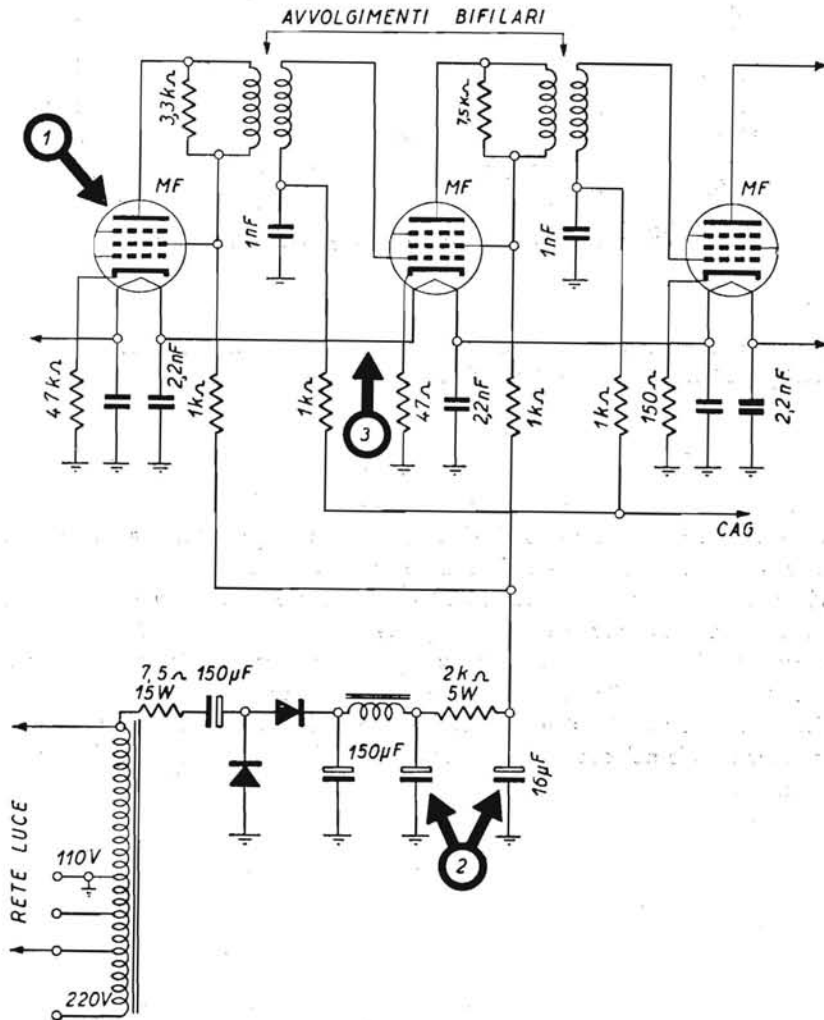 AVVOLGIMENTI BIFILARI
3,3kΩ
7,5kΩ
1
MF
MF
MF
1nF
1nF
47kΩ
2,2nF
1kΩ
1kΩ
3
47Ω
2,2nF
1kΩ
1kΩ
150Ω
2,2nF
CAG
7,5Ω
15W
150µF
2kΩ
5W
150µF
16µF
2
RETE LUCE
110V
220V